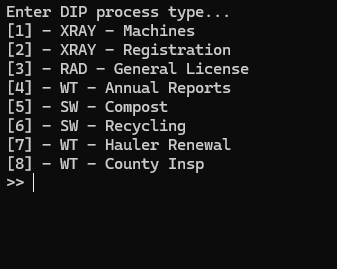 Enter DIP process type...
[1] - XRAY - Machines
[2] - XRAY - Registration
[3] - RAD - General License
[4] - WT - Annual Reports
[5] - SW - Compost
[6] - SW - Recycling
[7] - WT - Hauler Renewal
[8] - WT - County Insp
>>